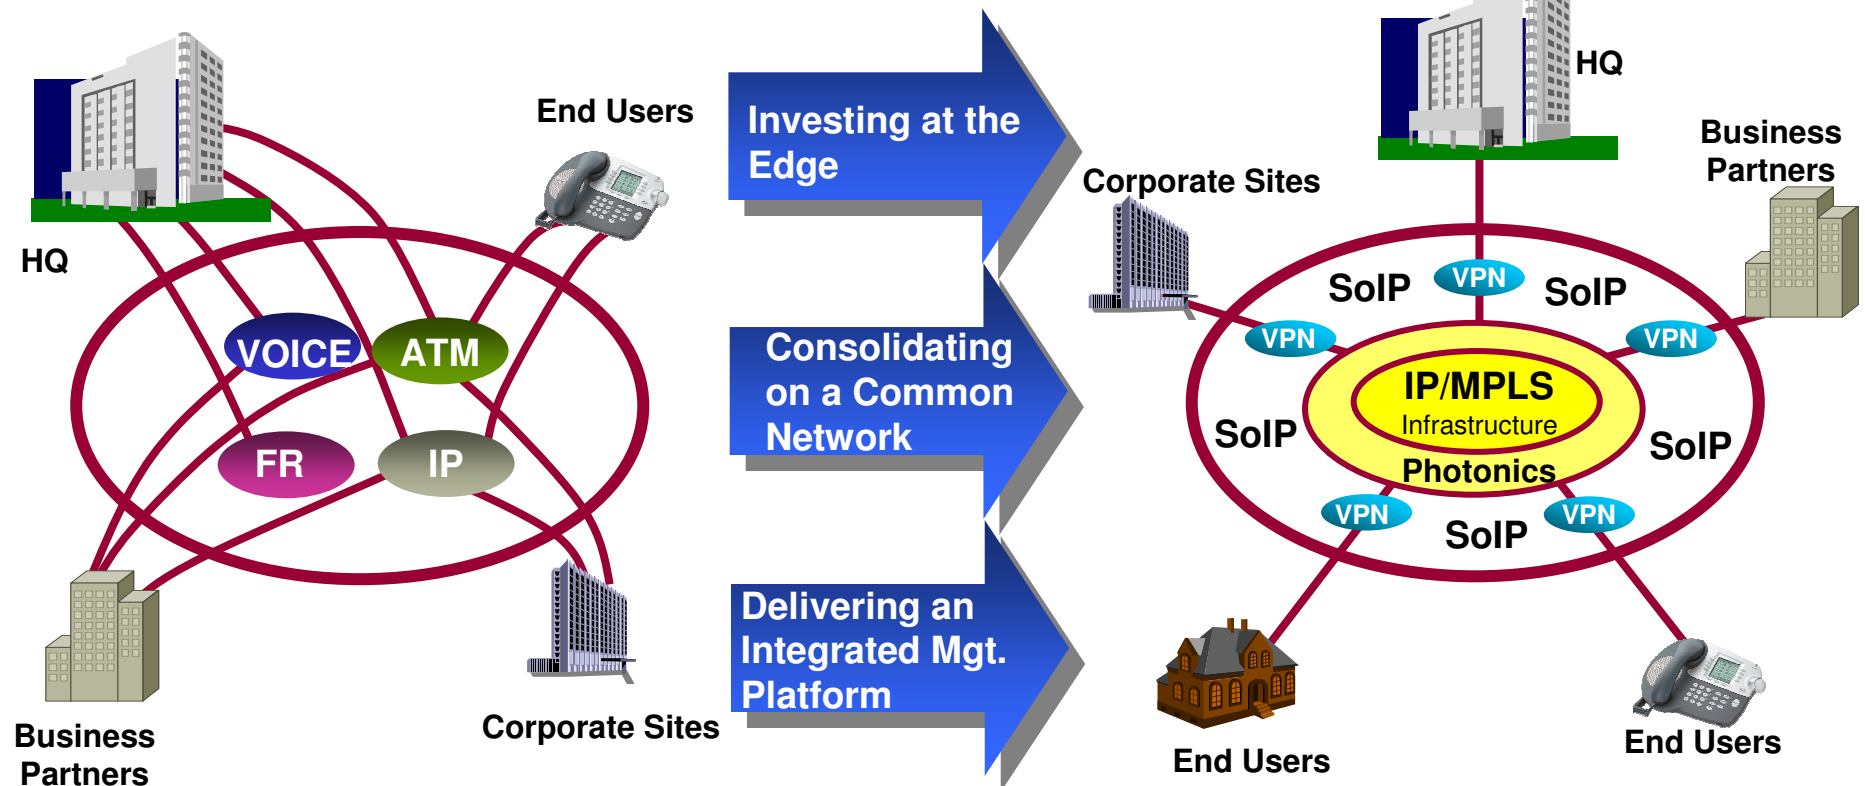 End Users
HQ
VOICE
ATM
FR
IP
Corporate Sites
Business
Partners
Investing at the
Edge
Consolidating
on a Common
Network
Delivering an
Integrated Mgt.
Platform
HQ
Business
Partners
Corporate Sites
SoIP
VPN
SoIP
VPN
VPN
IP/MPLS
Infrastructure
SoIP
SoIP
Photonics
VPN
SoIP
VPN
End Users
End Users